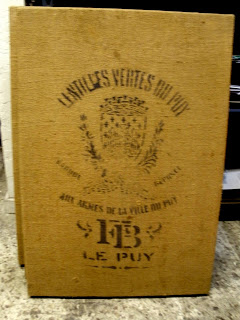 LENTILLES VERTES DU PUY
AUX ARMES DE LA VILLE DU PUY
FB
LE PUY